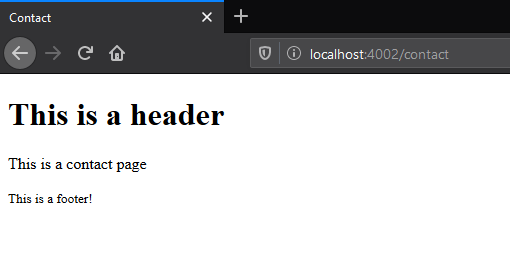 Contact
localhost:4002/contact
This is a header
This is a contact page
This is a footer!